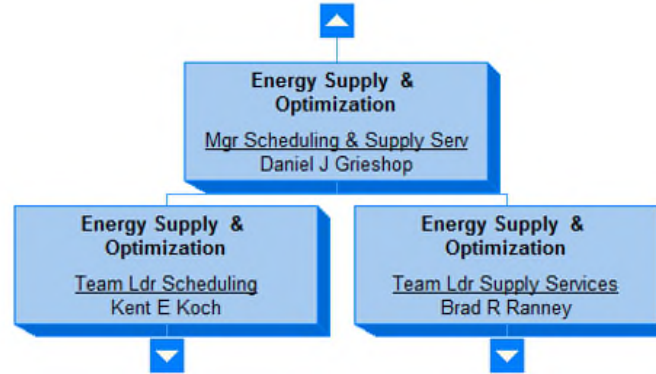 Energy Supply &
Optimization
Mgr Scheduling & Supply Serv
Daniel J Grieshop
Energy Supply &
Optimization
Team Ldr Scheduling
Kent E Koch
Energy Supply &
Optimization
Team Ldr Supply Services
Brad R Ranney